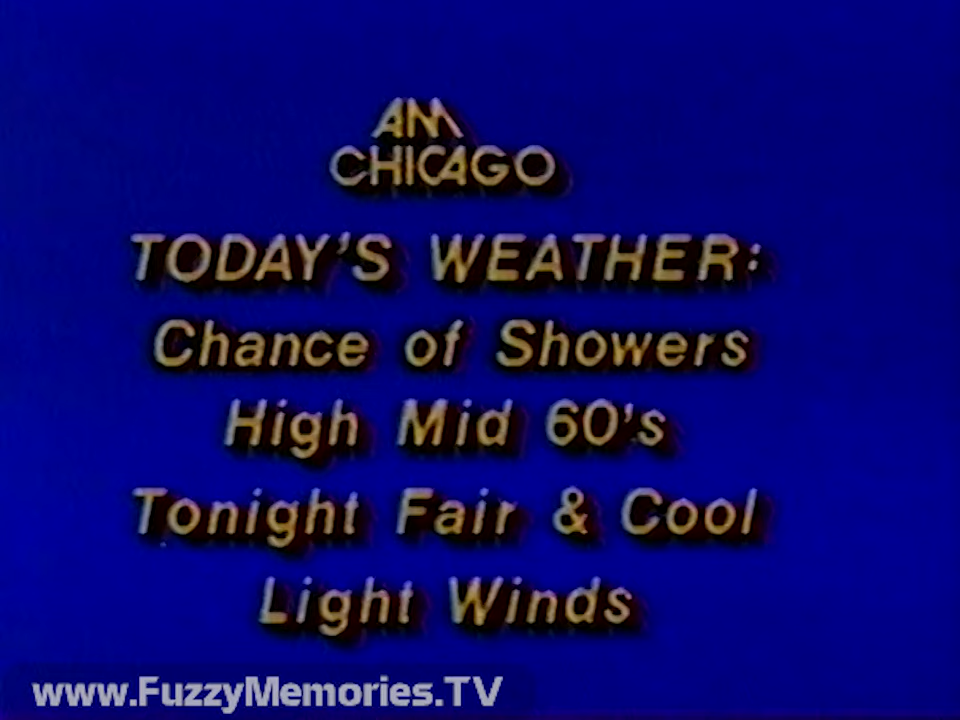 AM
CHICAGO
TODAY'S WEATHER:
Chance of Showers
High Mid 60's
Tonight Fair & Cool
Light Winds
www.FuzzyMemories.TV